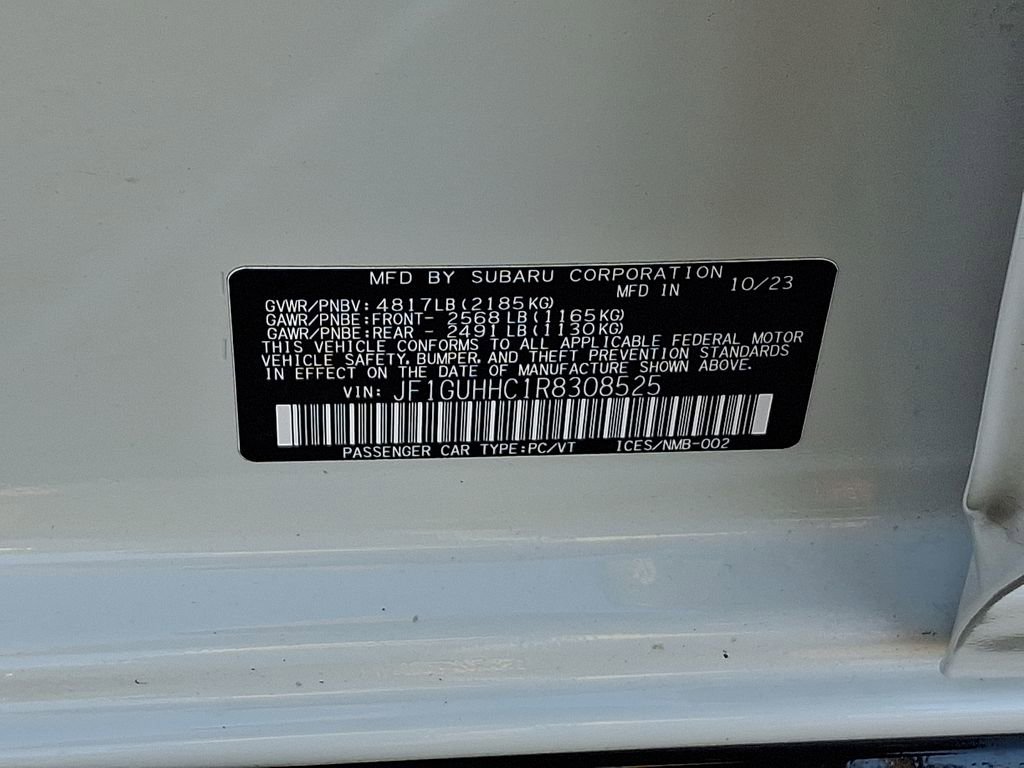 MFD BY SUBARU CORPORATION
MFD IN 10/23
GVWR/PNBV: 4817LB(2185KG)
GAWR/PNBE:FRONT- 2568LB(1165KG)
GAWR/PNBE:REAR - 2491LB(1130KG)
THIS VEHICLE CONFORMS TO ALL APPLICABLE FEDERAL MOTOR
VEHICLE SAFETY, BUMPER, AND THEFT PREVENTION STANDARDS
IN EFFECT ON THE DATE OF MANUFACTURE SHOWN ABOVE.
VIN: JF1GUHHC1R8308525
PASSENGER CAR TYPE:PC/VT ICES/NMB-002